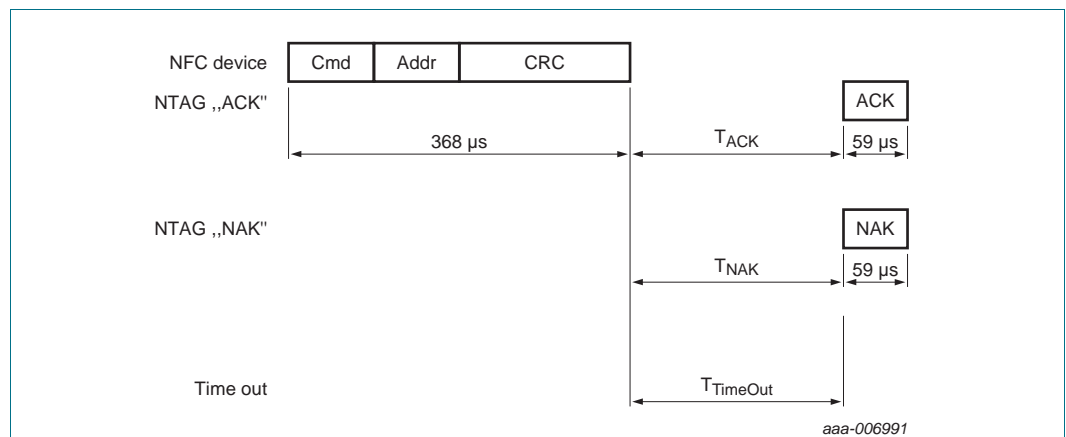 NFC device Cmd Addr CRC
NTAG ,,ACK" ACK
368 µs TACK 59 µs
NTAG ,,NAK" NAK
TNAK 59 µs
Time out TTimeOut
aaa-006991